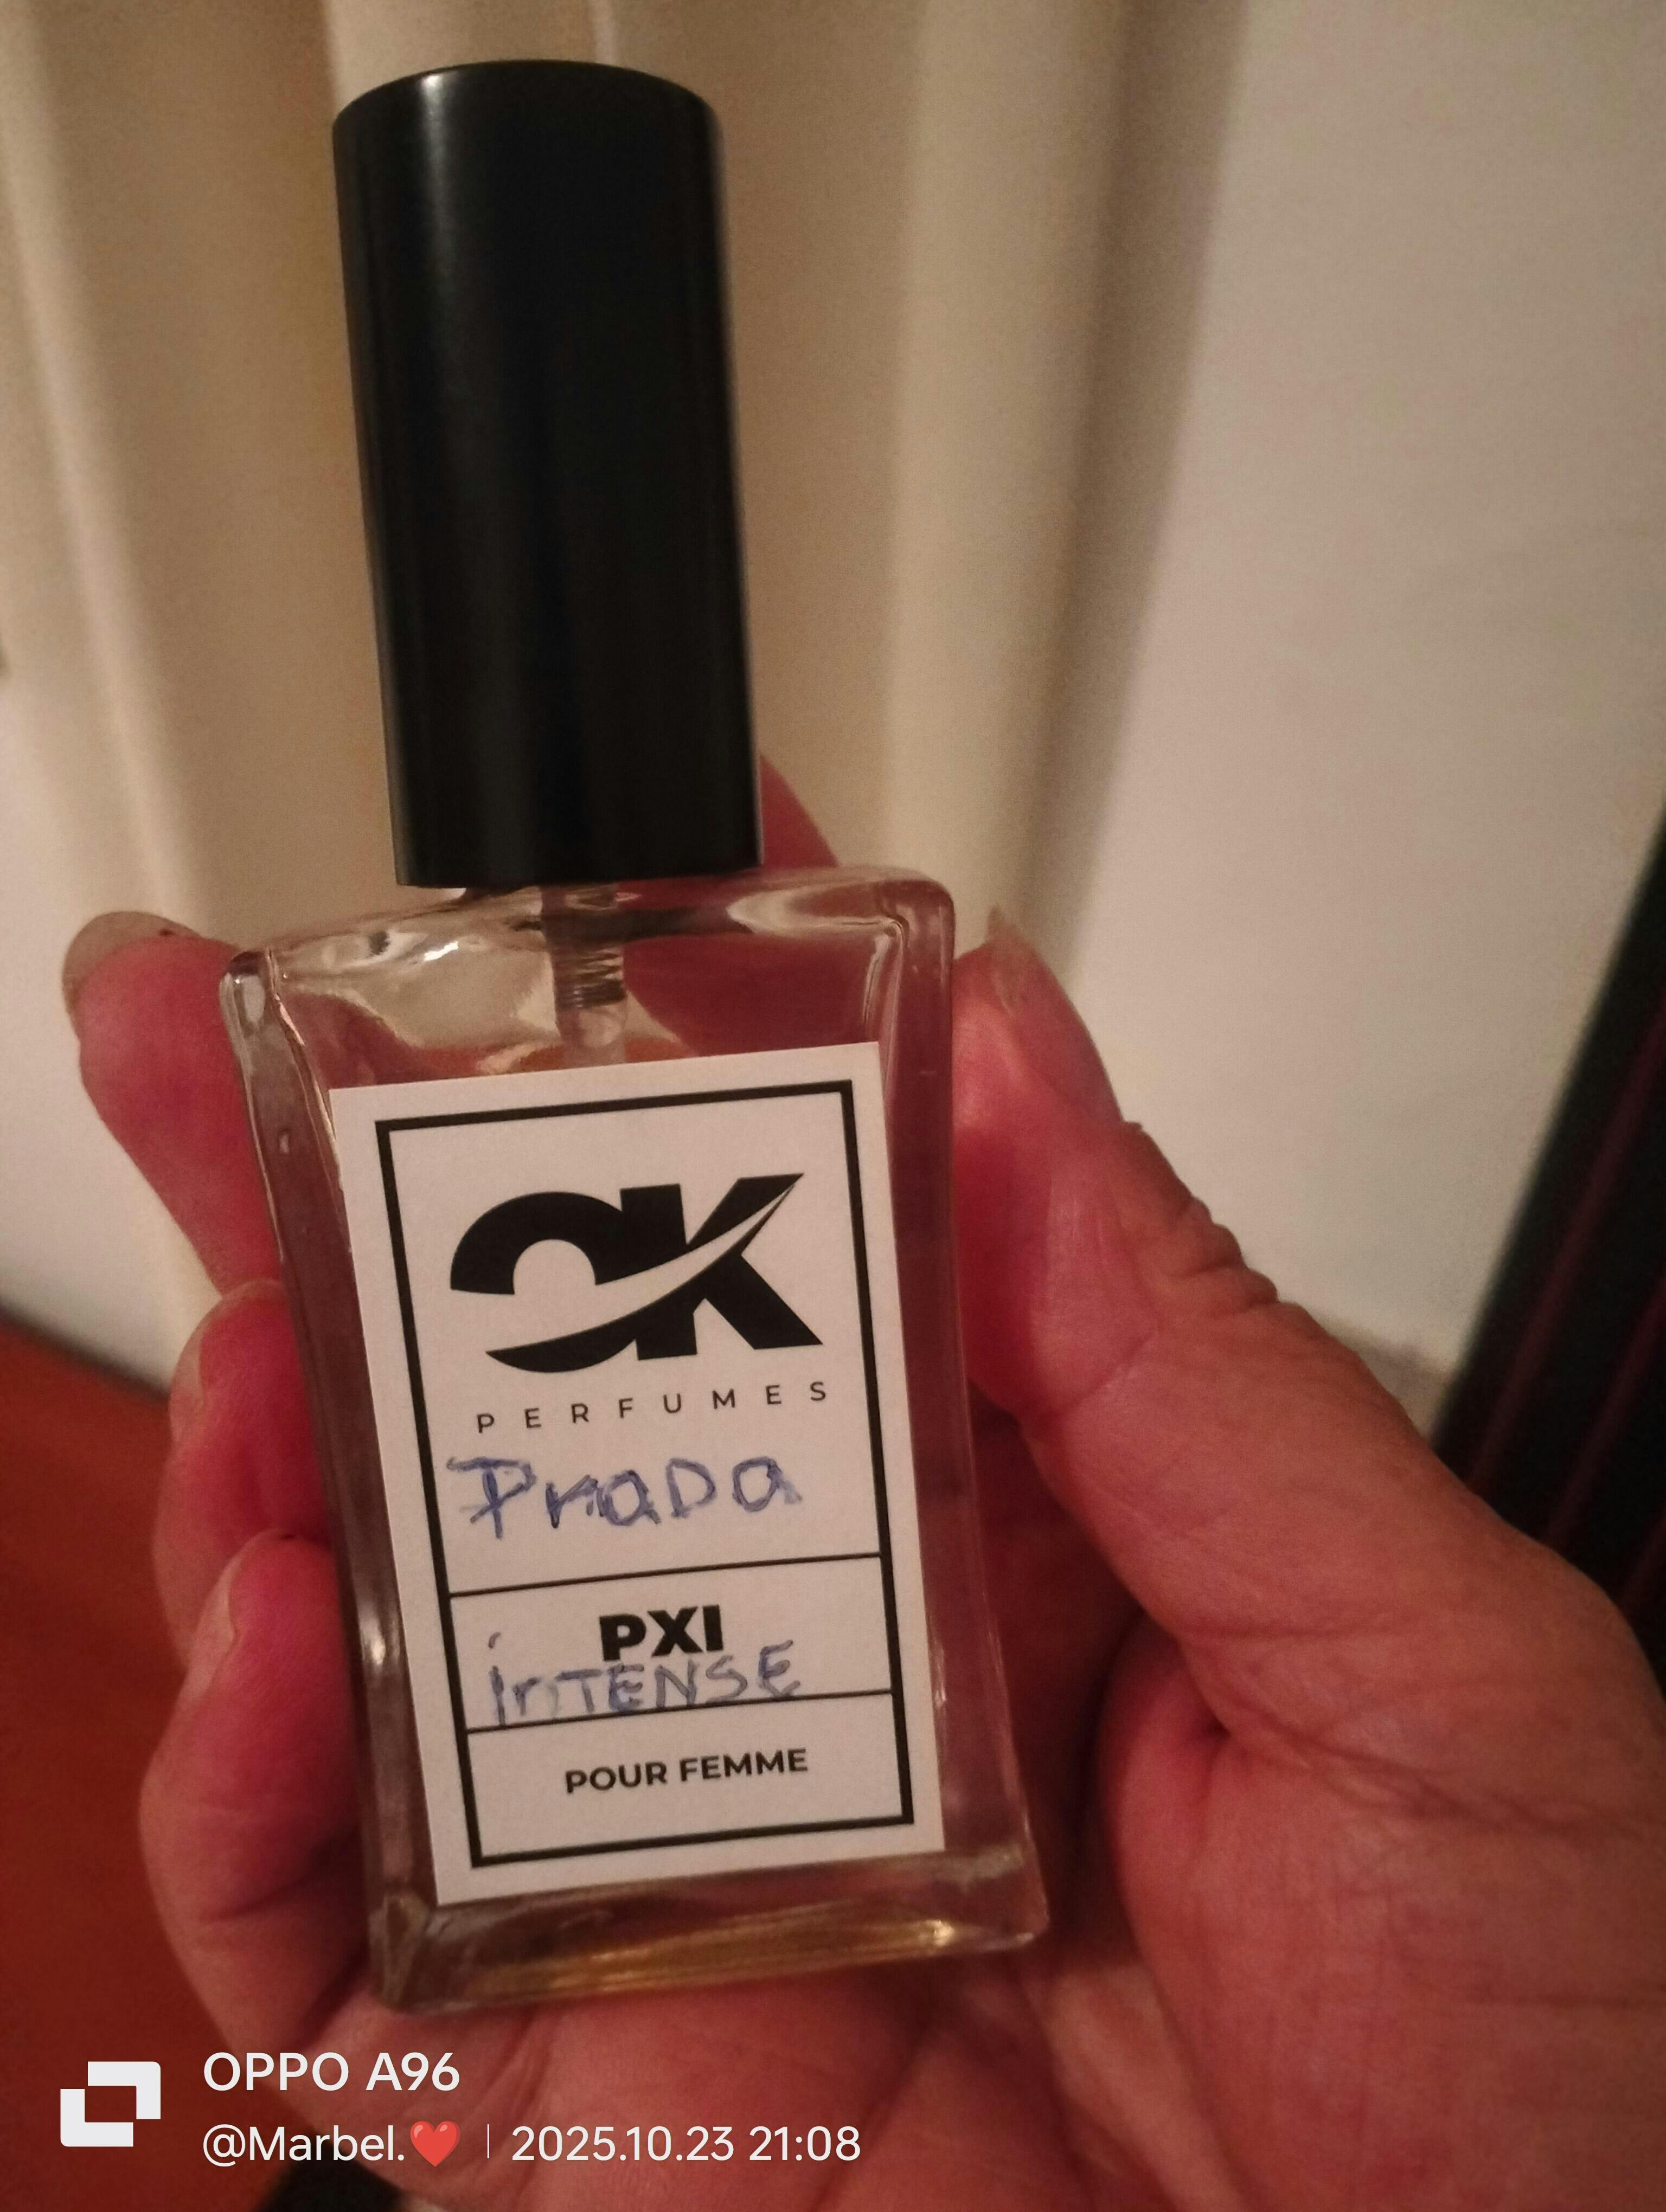 OK
PERFUMES
PraDa
PXI
inTENSE
POUR FEMME
OPPO A96
@Marbel.❤️ | 2025.10.23 21:08